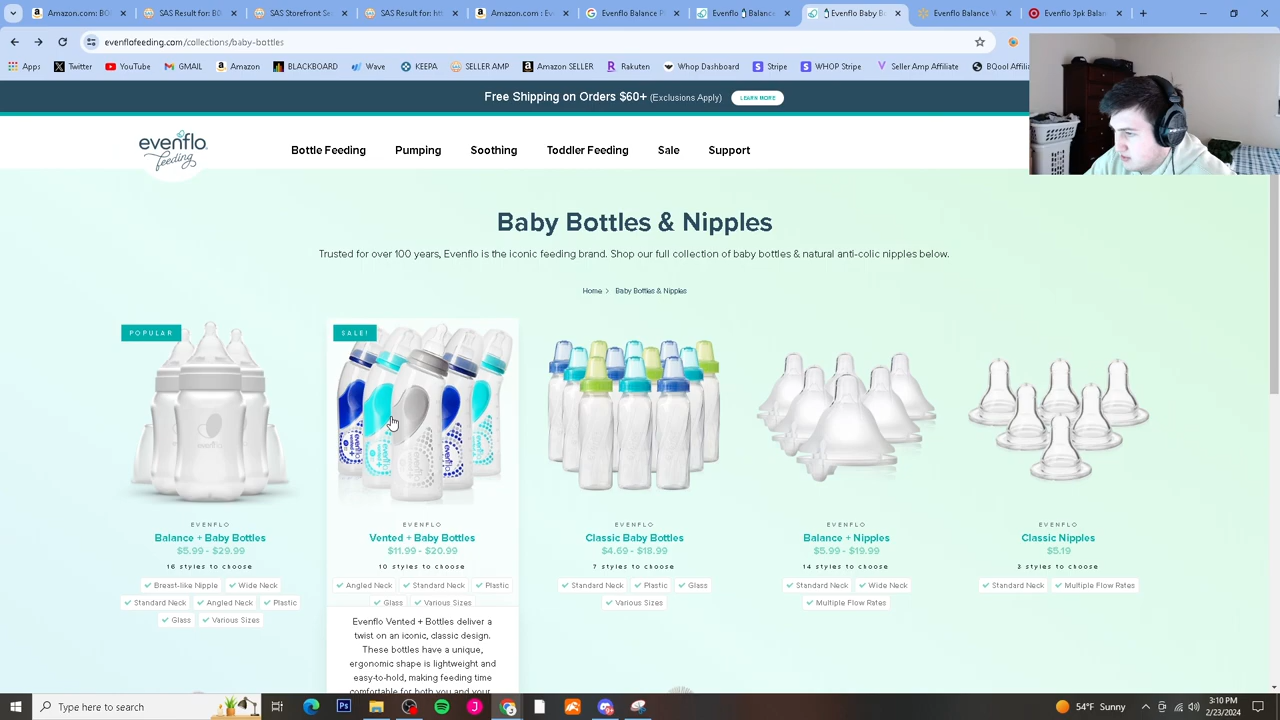 Amazon.com:
Amazon.com: E
SAS Result for
SAS Result for ht
Soothing
Soothing
Evenflo Balance P
Balance
Evenflo Bab
Evenflo Baby B
Evenflo Balance
Evenflo 3pk Balan
evenflofeeding.com/collections/baby-bottles
Apps
Twitter
YouTube
GMAIL
Amazon
BLACKBOARD
Wave
KEEPA
SELLER AMP
Amazon SELLER
Rakuten
Whop Dashboard
Stripe
WHOP Stripe
Seller Amp Affiliate
BQool Affilia
Free Shipping on Orders $60+ (Exclusions Apply) LEARN MORE
evenflo
feeding
Bottle Feeding
Pumping
Soothing
Toddler Feeding
Sale
Support
Baby Bottles & Nipples
Trusted for over 100 years, Evenflo is the iconic feeding brand. Shop our full collection of baby bottles & natural anti-colic nipples below.
Home > Baby Bottles & Nipples
POPULAR
EVENFLO
Balance + Baby Bottles
$5.99 - $29.99
16 styles to choose
✓ Breast-like Nipple ✓ Wide Neck
✓ Standard Neck ✓ Angled Neck ✓ Plastic
✓ Glass ✓ Various Sizes
SALE!
EVENFLO
Vented + Baby Bottles
$11.99 - $20.99
10 styles to choose
✓ Angled Neck ✓ Standard Neck ✓ Plastic
✓ Glass ✓ Various Sizes
Evenflo Vented + Bottles deliver a
twist on an iconic, classic design.
These bottles have a unique,
ergonomic shape is lightweight and
easy-to-hold, making feeding time
comfortable for both you and your
EVENFLO
Classic Baby Bottles
$4.69 - $18.99
7 styles to choose
✓ Standard Neck ✓ Plastic ✓ Glass
✓ Various Sizes
EVENFLO
Balance + Nipples
$5.99 - $19.99
14 styles to choose
✓ Standard Neck ✓ Wide Neck
✓ Multiple Flow Rates
EVENFLO
Classic Nipples
$5.19
3 styles to choose
✓ Standard Neck ✓ Multiple Flow Rates
Type here to search
54°F Sunny
3:10 PM
2/23/2024